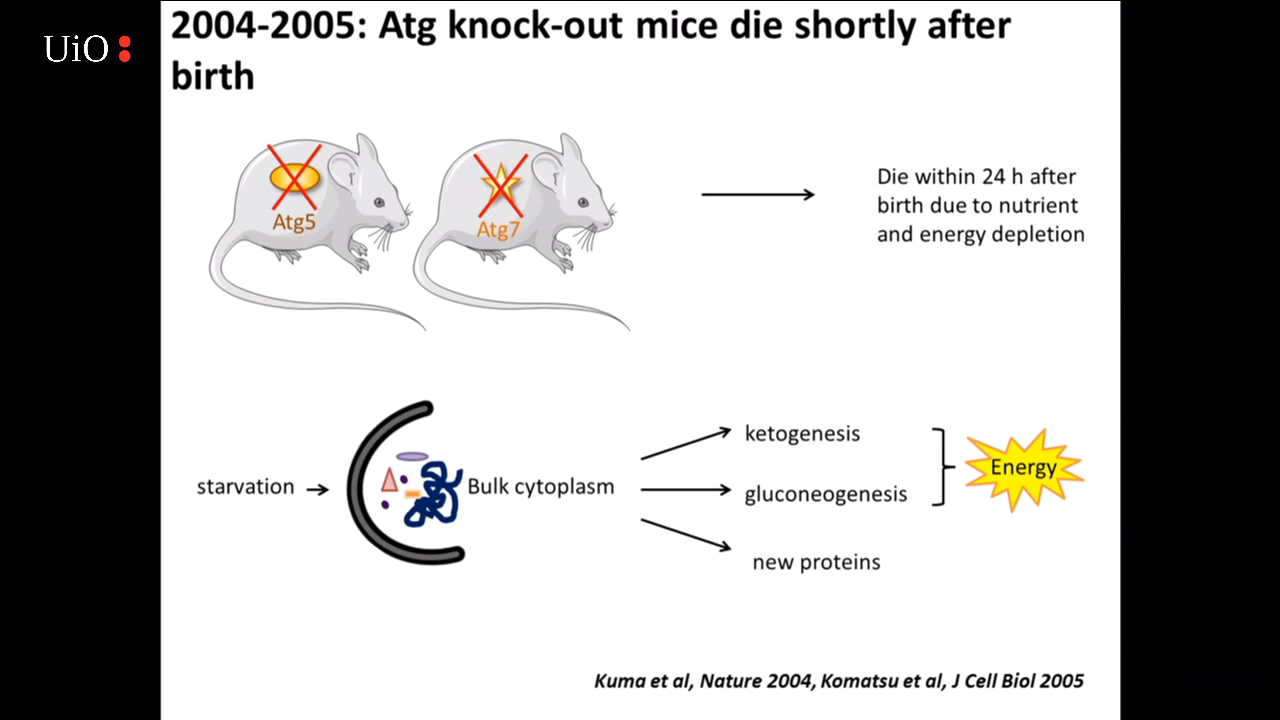 UiO
2004-2005: Atg knock-out mice die shortly after
birth
Atg5
Atg7
Die within 24 h after
birth due to nutrient
and energy depletion
starvation
Bulk cytoplasm
ketogenesis
gluconeogenesis
new proteins
Energy
Kuma et al, Nature 2004, Komatsu et al, J Cell Biol 2005